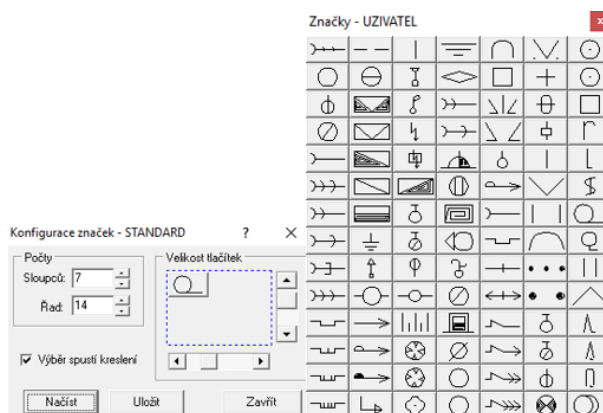 Značky - UZIVATEL
x
Konfigurace značek - STANDARD ? ×
Počty
Velikost tlačítek
Sloupců: 7
Řad: 14
Výběr spustí kreslení
Načíst Uložit Zavřít